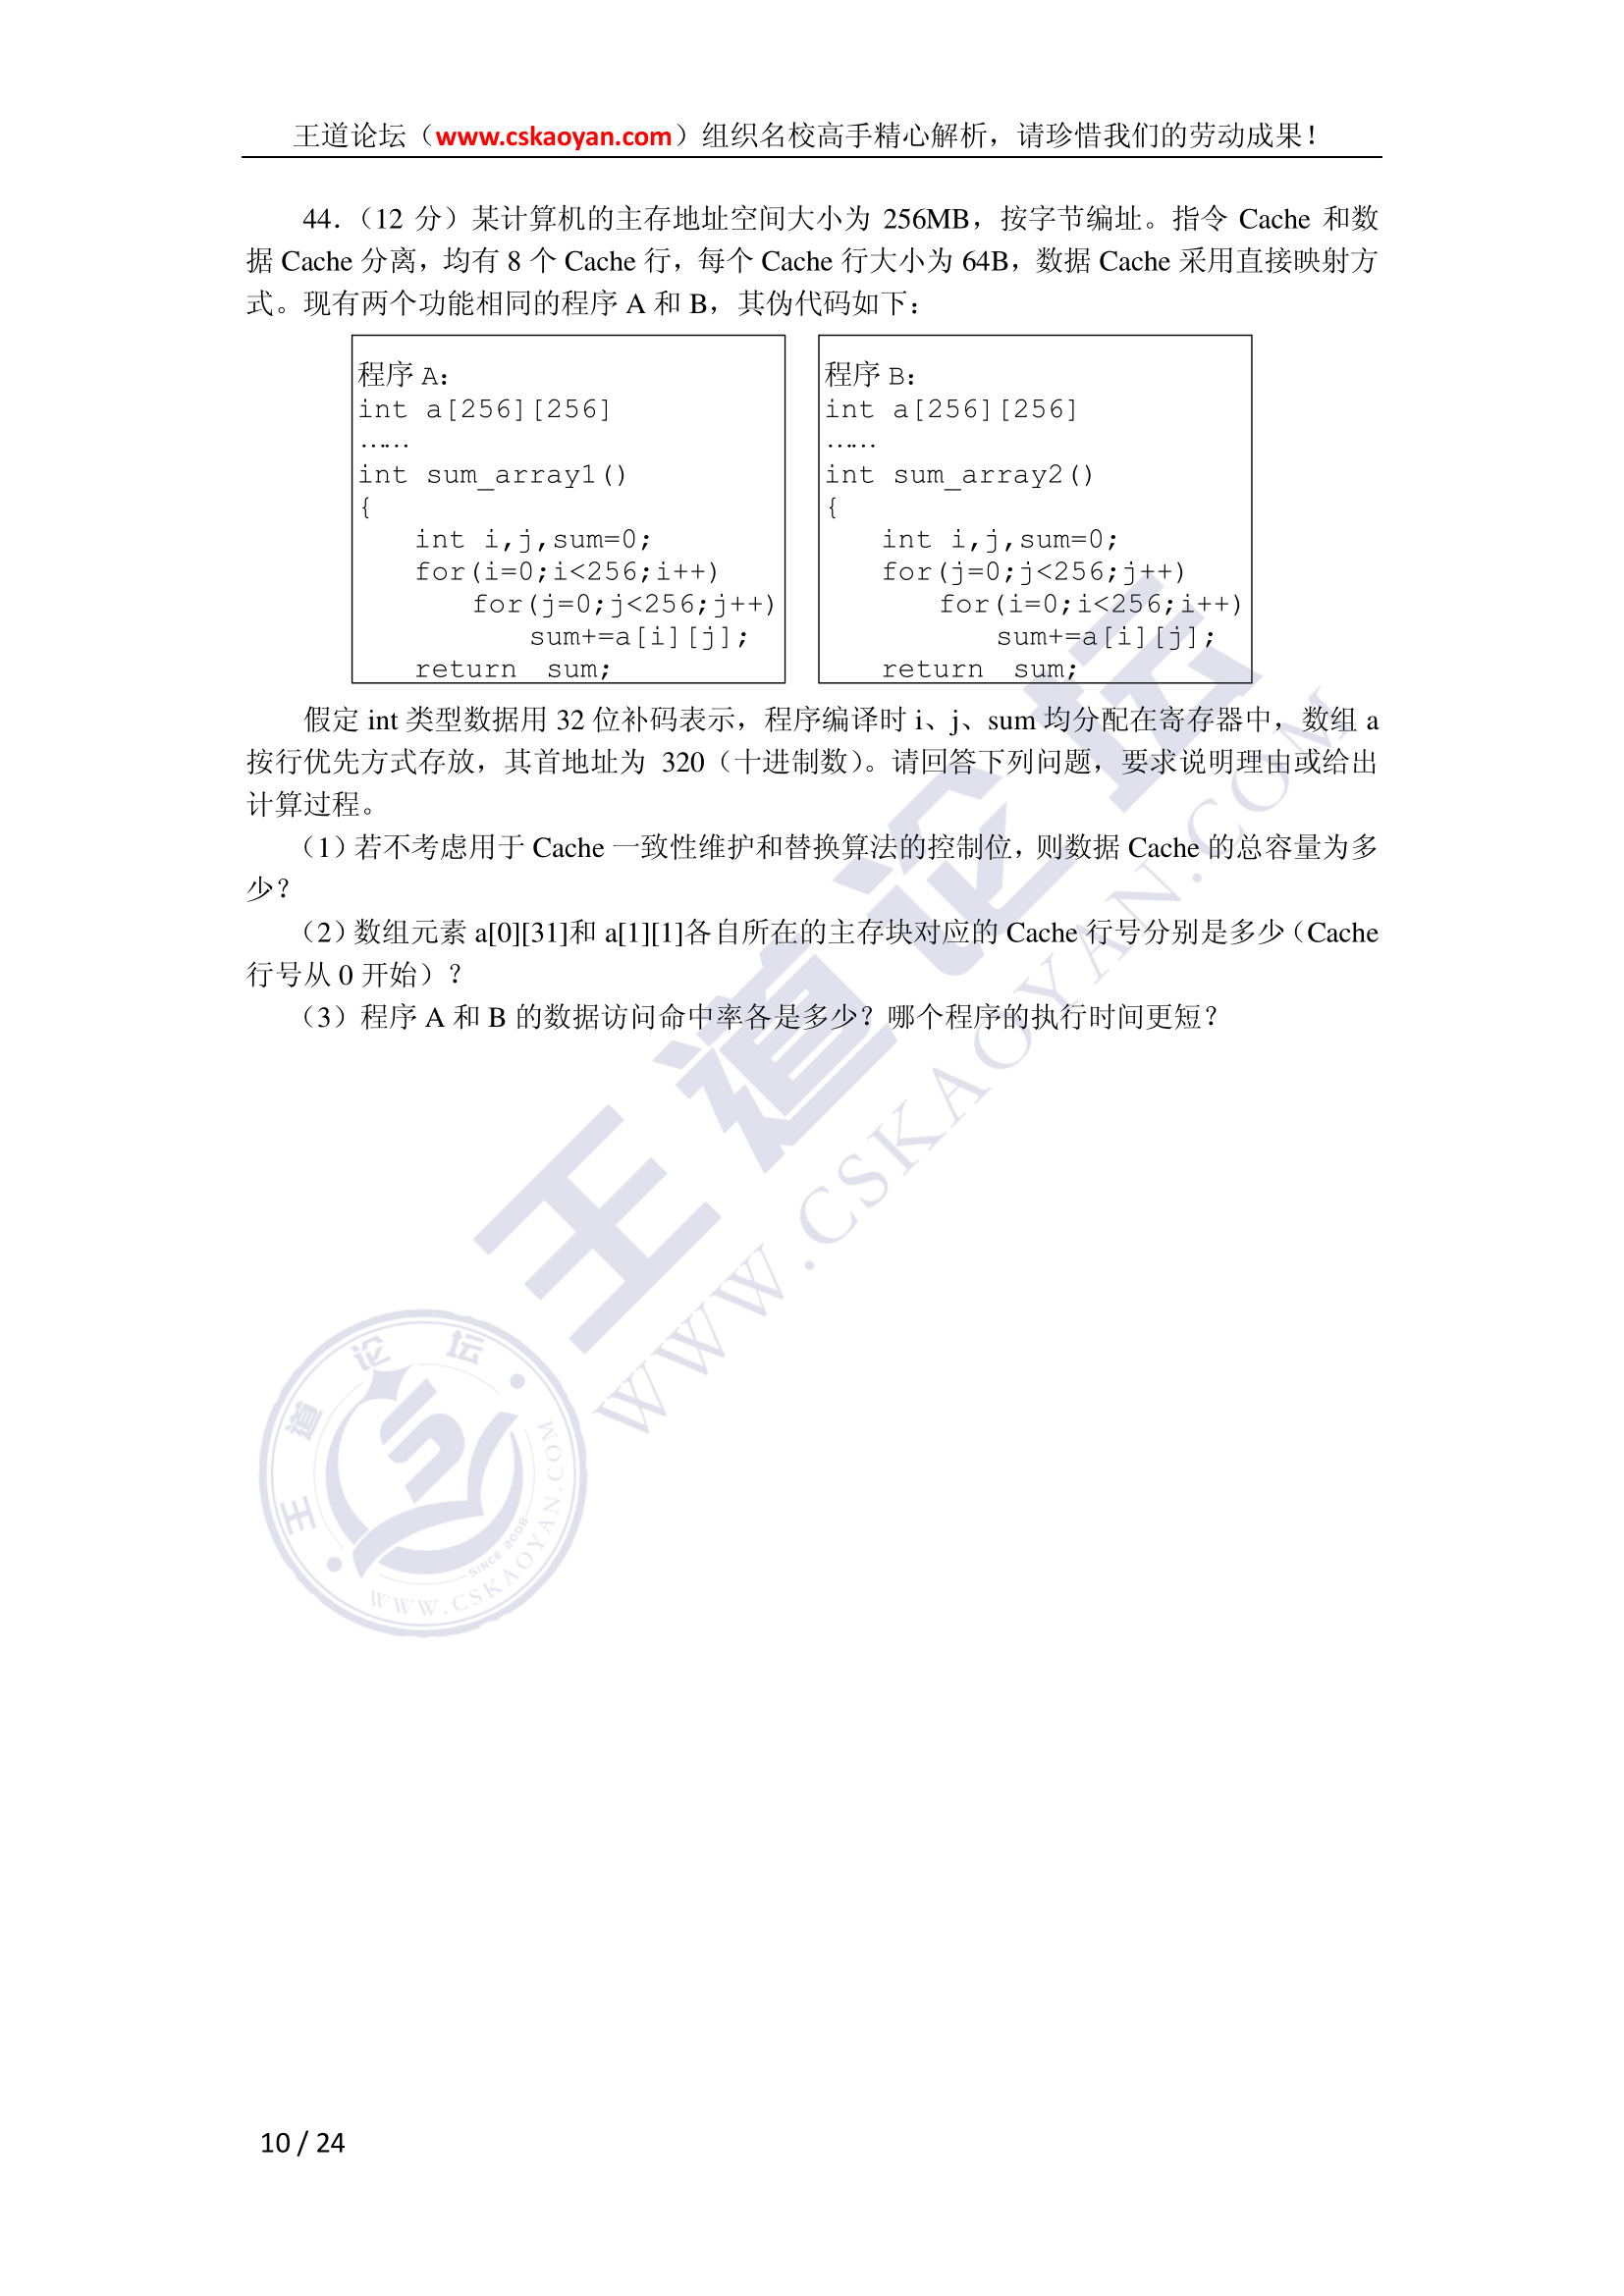 王道论坛（www.cskaoyan.com）组织名校高手精心解析，请珍惜我们的劳动成果！
44.（12 分）某计算机的主存地址空间大小为 256MB，按字节编址。指令 Cache 和数
据 Cache 分离，均有 8 个 Cache 行，每个 Cache 行大小为 64B，数据 Cache 采用直接映射方
式。现有两个功能相同的程序 A 和 B，其伪代码如下：
程序 A：
int a[256][256]
……
int sum_array1()
{
int i,j,sum=0;
for(i=0;i<256;i++)
for(j=0;j<256;j++)
sum+=a[i][j];
return sum;
程序 B：
int a[256][256]
……
int sum_array2()
{
int i,j,sum=0;
for(j=0;j<256;j++)
for(i=0;i<256;i++)
sum+=a[i][j];
return sum;
假定 int 类型数据用 32 位补码表示，程序编译时 i、j、sum 均分配在寄存器中，数组 a
按行优先方式存放，其首地址为 320（十进制数）。请回答下列问题，要求说明理由或给出
计算过程。
（1）若不考虑用于 Cache 一致性维护和替换算法的控制位，则数据 Cache 的总容量为多
少？
（2）数组元素 a[0][31]和 a[1][1]各自所在的主存块对应的 Cache 行号分别是多少（Cache
行号从 0 开始）？
（3）程序 A 和 B 的数据访问命中率各是多少？哪个程序的执行时间更短？
王道论坛
WWW.CSKAOYAN.COM
王道论坛
SINCE 2008
WWW.CSKAOYAN.COM
10 / 24